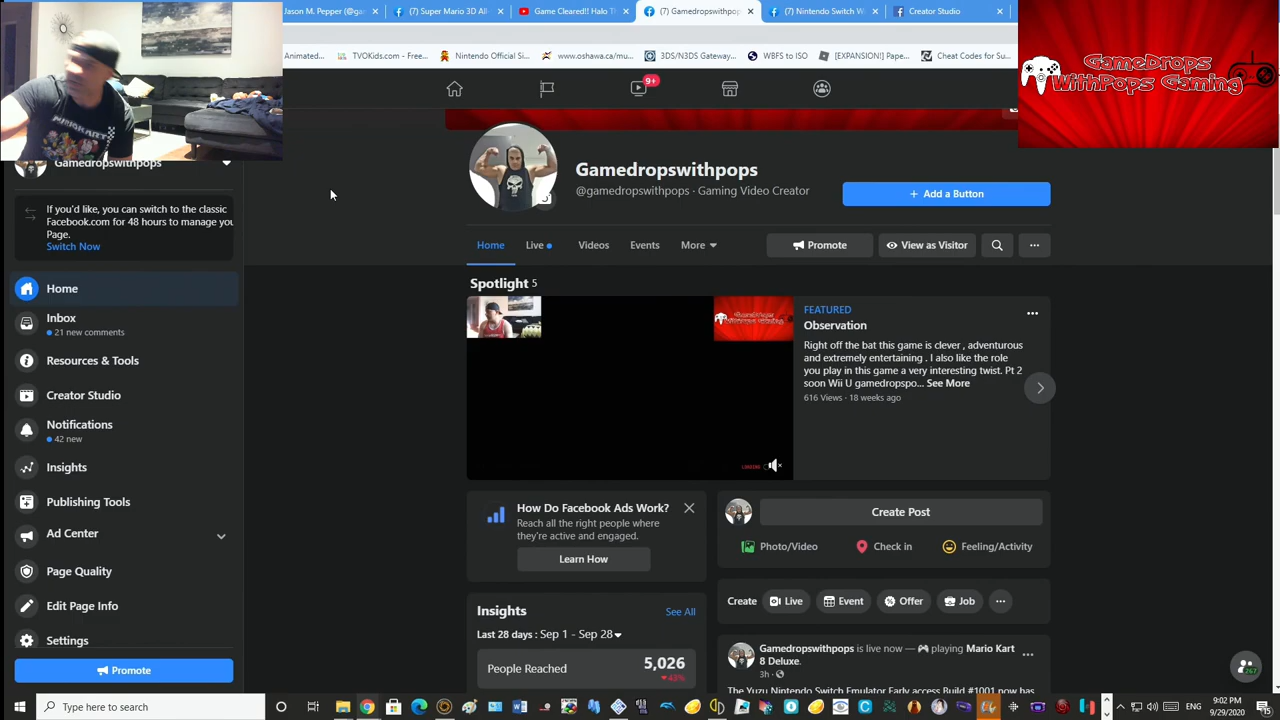 Jason M. Pepper (@g
(7) Super Mario 3D All-
Game Cleared!! Halo T
(7) Gamedropswithpop
(7) Nintendo Switch W
Creator Studio
Animated...
TVOKids.com - Free...
Nintendo Official Si...
www.oshawa.ca/mu...
3DS/N3DS Gateway...
WBFS to ISO
[EXPANSION!] Pape...
Cheat Codes for Su...
GameDrops
WithPops Gaming
9+
Gamedropswithpops
@gamedropswithpops · Gaming Video Creator
+ Add a Button
Gamedropswithpops
If you'd like, you can switch to the classic
Facebook.com for 48 hours to manage you
Page.
Switch Now
Home
Live
Videos
Events
More
Promote
View as Visitor
Home
Inbox
21 new comments
Resources & Tools
Creator Studio
Notifications
42 new
Insights
Publishing Tools
Ad Center
Page Quality
Edit Page Info
Settings
Promote
Spotlight 5
FEATURED
Observation
Right off the bat this game is clever , adventurous
and extremely entertaining . I also like the role
you play in this game a very interesting twist. Pt 2
soon Wii U gamedropspo... See More
616 Views · 18 weeks ago
How Do Facebook Ads Work?
Reach all the right people where
they're active and engaged.
Learn How
Create Post
Photo/Video
Check in
Feeling/Activity
Create
Live
Event
Offer
Job
Insights
See All
Last 28 days : Sep 1 - Sep 28
People Reached
5,026
43%
Gamedropswithpops is live now — playing Mario Kart
8 Deluxe.
3h
The Yuzu Nintendo Switch Emulator Early access Build #1001 now has
267
Type here to search
ENG
9:02 PM
9/29/2020
15